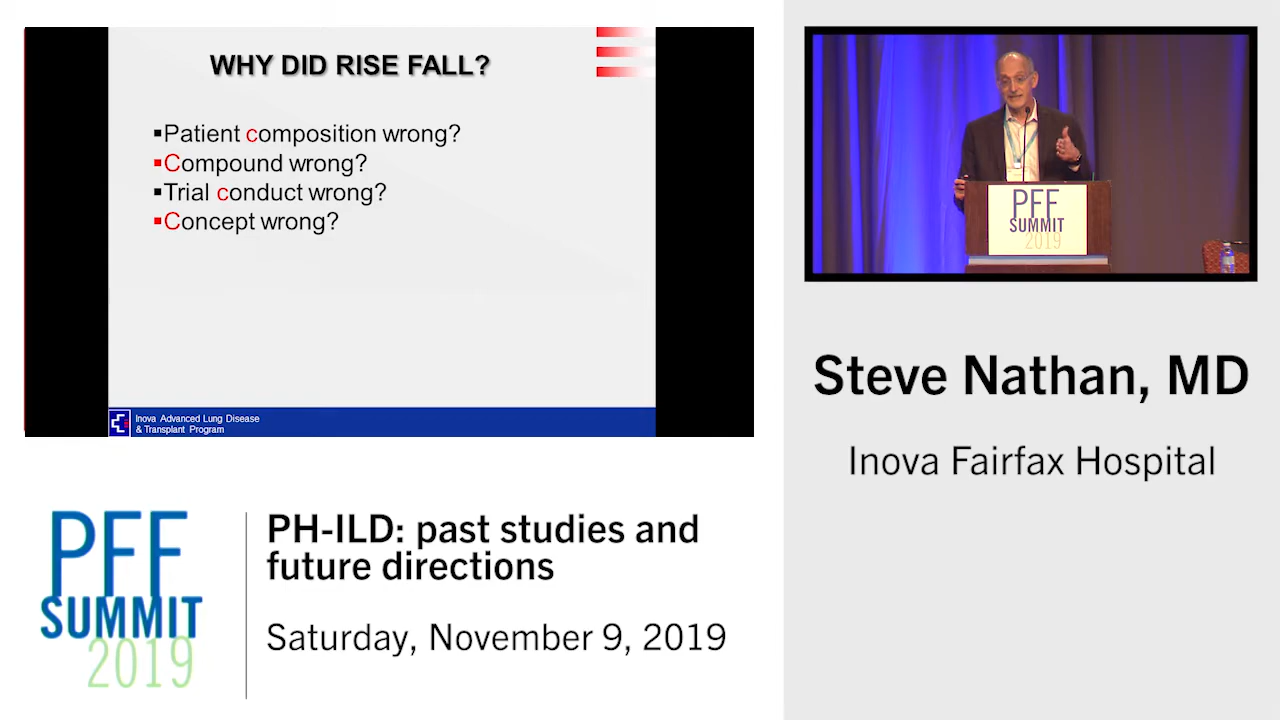 WHY DID RISE FALL?
▪Patient composition wrong?
▪Compound wrong?
▪Trial conduct wrong?
▪Concept wrong?
Inova Advanced Lung Disease
& Transplant Program
PFF
SUMMIT
2019
Steve Nathan, MD
Inova Fairfax Hospital
PFF
SUMMIT
2019
PH-ILD: past studies and
future directions
Saturday, November 9, 2019